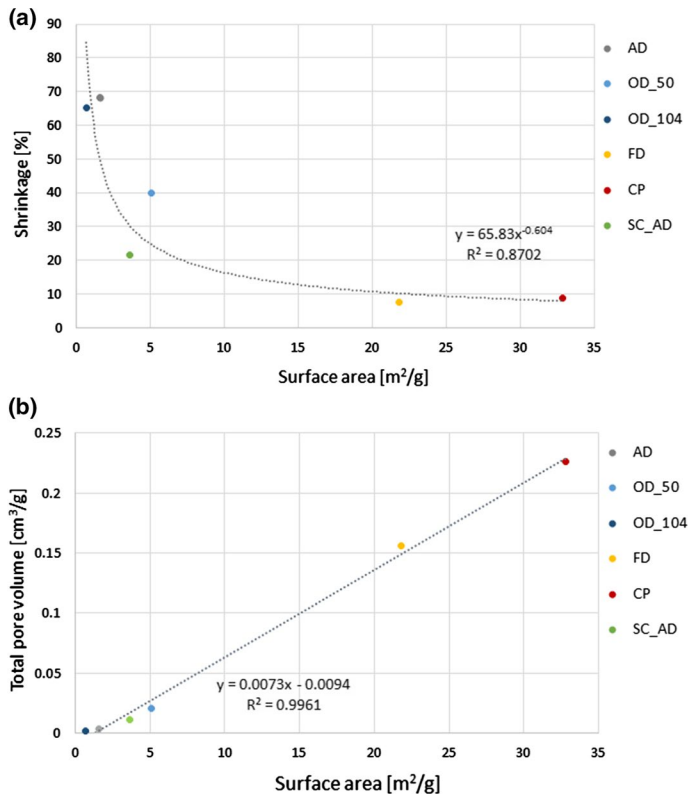 (a)
90
80
70
60
50
40
30
20
10
0
Shrinkage [%]
0 5 10 15 20 25 30 35
Surface area [m²/g]
y = 65.83x^-0.604
R² = 0.8702
AD
OD_50
OD_104
FD
CP
SC_AD
(b)
0.25
0.2
0.15
0.1
0.05
0
Total pore volume [cm³/g]
0 5 10 15 20 25 30 35
Surface area [m²/g]
y = 0.0073x - 0.0094
R² = 0.9961
AD
OD_50
OD_104
FD
CP
SC_AD